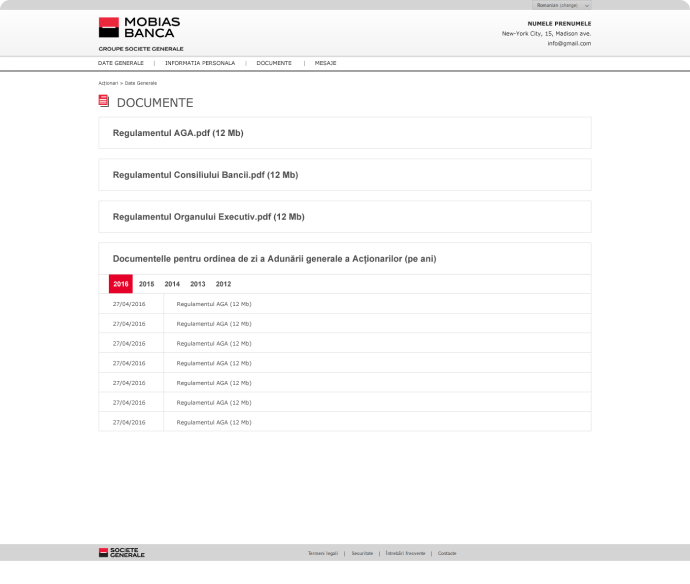 Romanian (change)
MOBIAS
BANCA
GROUPE SOCIETE GENERALE
NUMELE PRENUMELE
New-York City, 15, Madison ave.
info@gmail.com
DATE GENERALE | INFORMATIA PERSONALA | DOCUMENTE | MESAJE
Acționari > Date Generale
DOCUMENTE
Regulamentul AGA.pdf (12 Mb)
Regulamentul Consiliului Bancii.pdf (12 Mb)
Regulamentul Organului Executiv.pdf (12 Mb)
Documentelle pentru ordinea de zi a Adunării generale a Acționarilor (pe ani)
2016 2015 2014 2013 2012
27/04/2016 Regulamentul AGA (12 Mb)
27/04/2016 Regulamentul AGA (12 Mb)
27/04/2016 Regulamentul AGA (12 Mb)
27/04/2016 Regulamentul AGA (12 Mb)
27/04/2016 Regulamentul AGA (12 Mb)
27/04/2016 Regulamentul AGA (12 Mb)
27/04/2016 Regulamentul AGA (12 Mb)
SOCIETE
GENERALE
Termeni legali | Securitate | Întrebări frecvente | Contacte